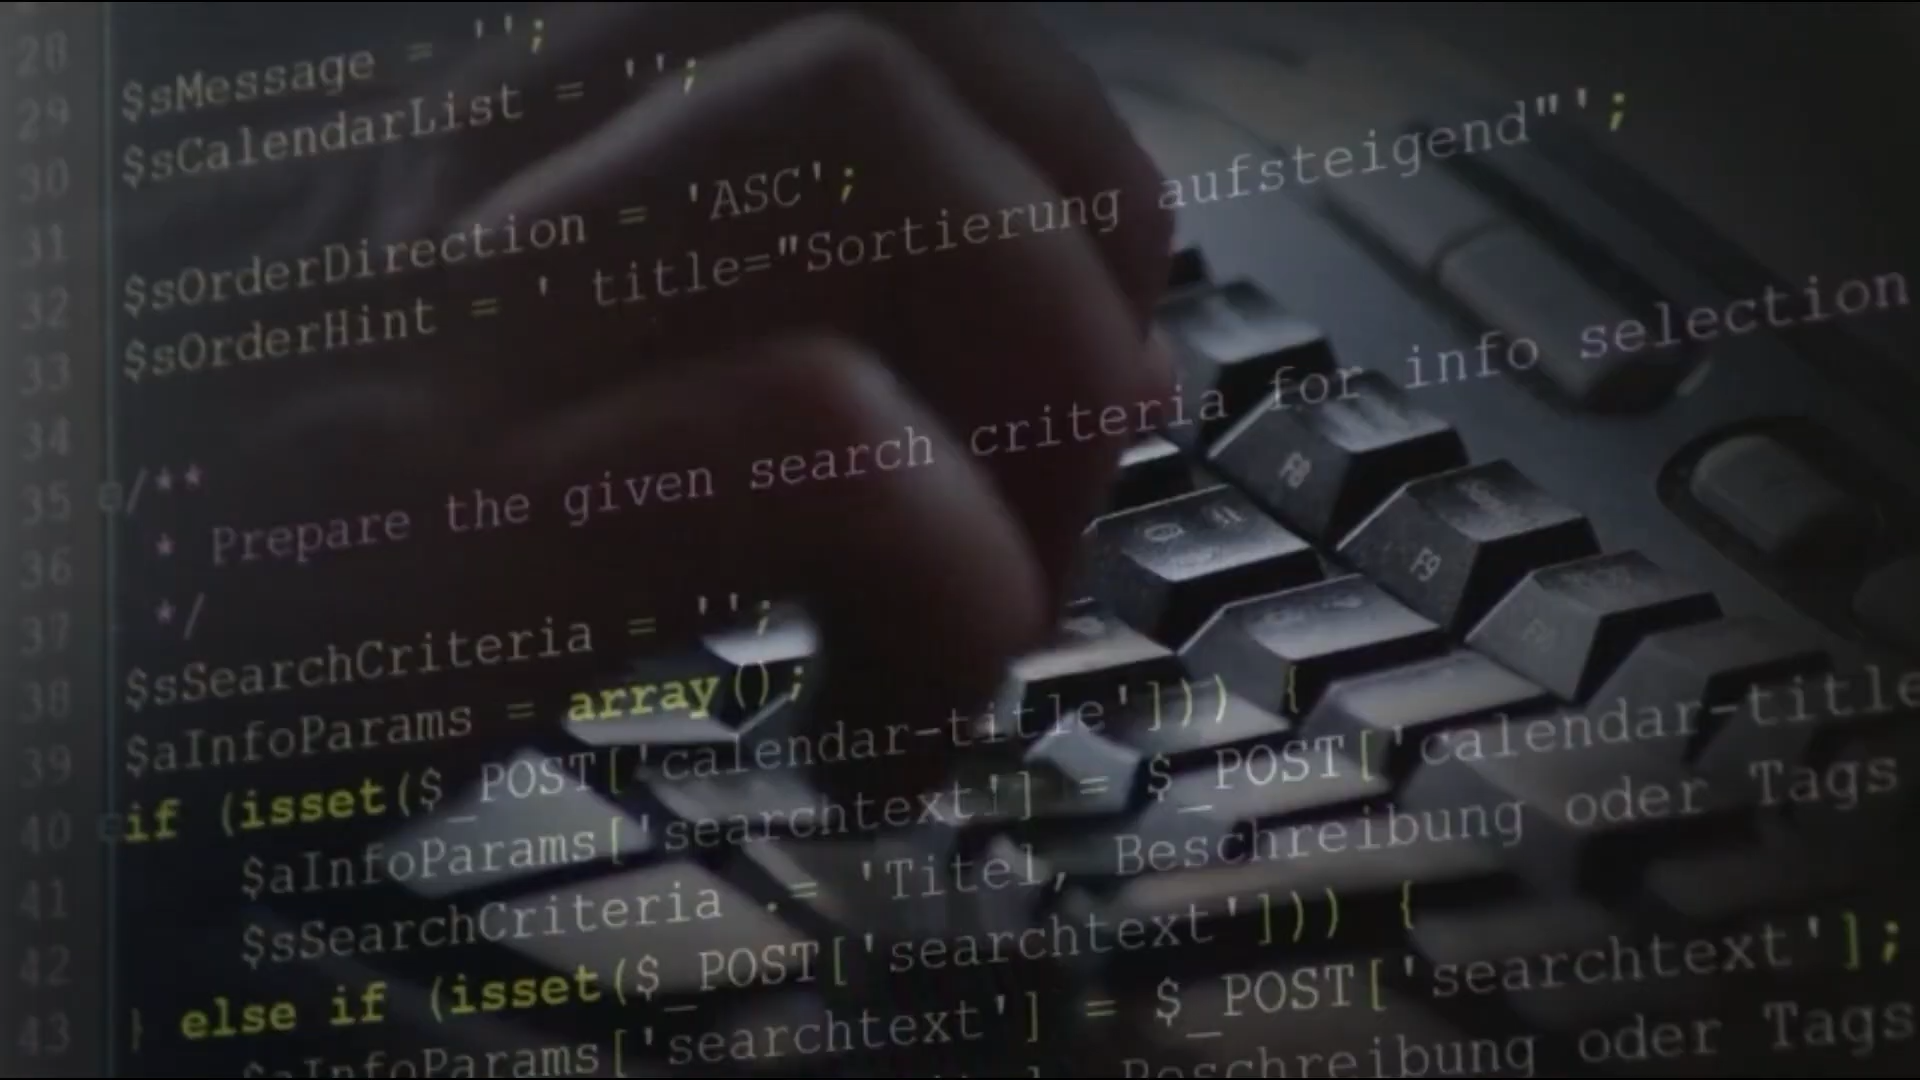 28
29 $sMessage = '';
30 $sCalendarList = '';
31
32 $sOrderDirection = 'ASC';
33 $sOrderHint = ' title="Sortierung aufsteigend"';
34
35 /**
36 * Prepare the given search criteria for info selection
37 */
38 $sSearchCriteria = '';
39 $aInfoParams = array();
40 if (isset($_POST['calendar-title'])) {
41 $aInfoParams['searchtext'] = $_POST['calendar-title
42 $sSearchCriteria .= 'Titel, Beschreibung oder Tags
43 } else if (isset($_POST['searchtext'])) {
$aInfoParams['searchtext'] = $_POST['searchtext'];
Beschreibung oder Tags
F8
F9